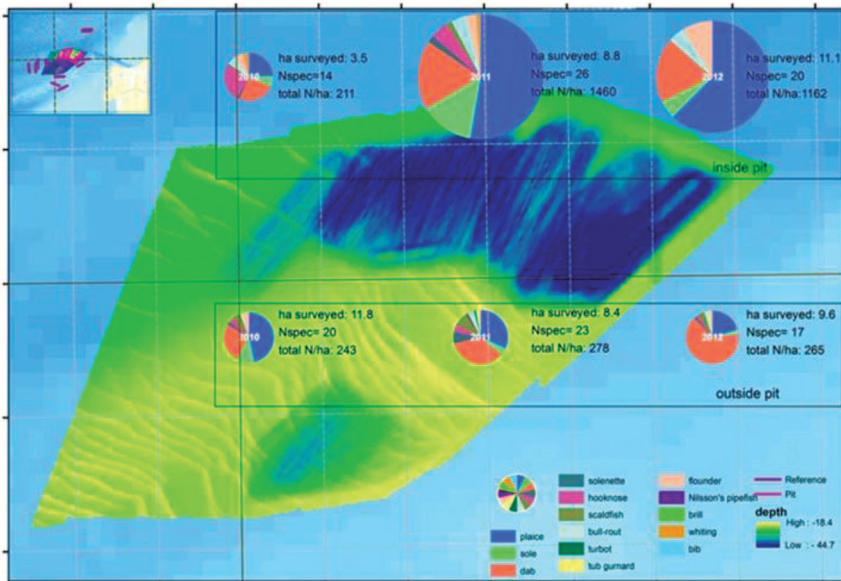 2010
ha surveyed: 3.5
Nspec=14
total N/ha: 211
2011
ha surveyed: 8.8
Nspec= 26
total N/ha: 1460
2012
ha surveyed: 11.1
Nspec= 20
total N/ha:1162
inside pit
2010
ha surveyed: 11.8
Nspec= 20
total N/ha: 243
2011
ha surveyed: 8.4
Nspec= 23
total N/ha: 278
2012
ha surveyed: 9.6
Nspec= 17
total N/ha: 265
outside pit
plaice
sole
dab
solenette
hooknose
scaldfish
bull-rout
turbot
tub gurnard
flounder
Nilsson's pipefish
brill
whiting
bib
Reference
Pit
depth
High : -18.4
Low : - 44.7